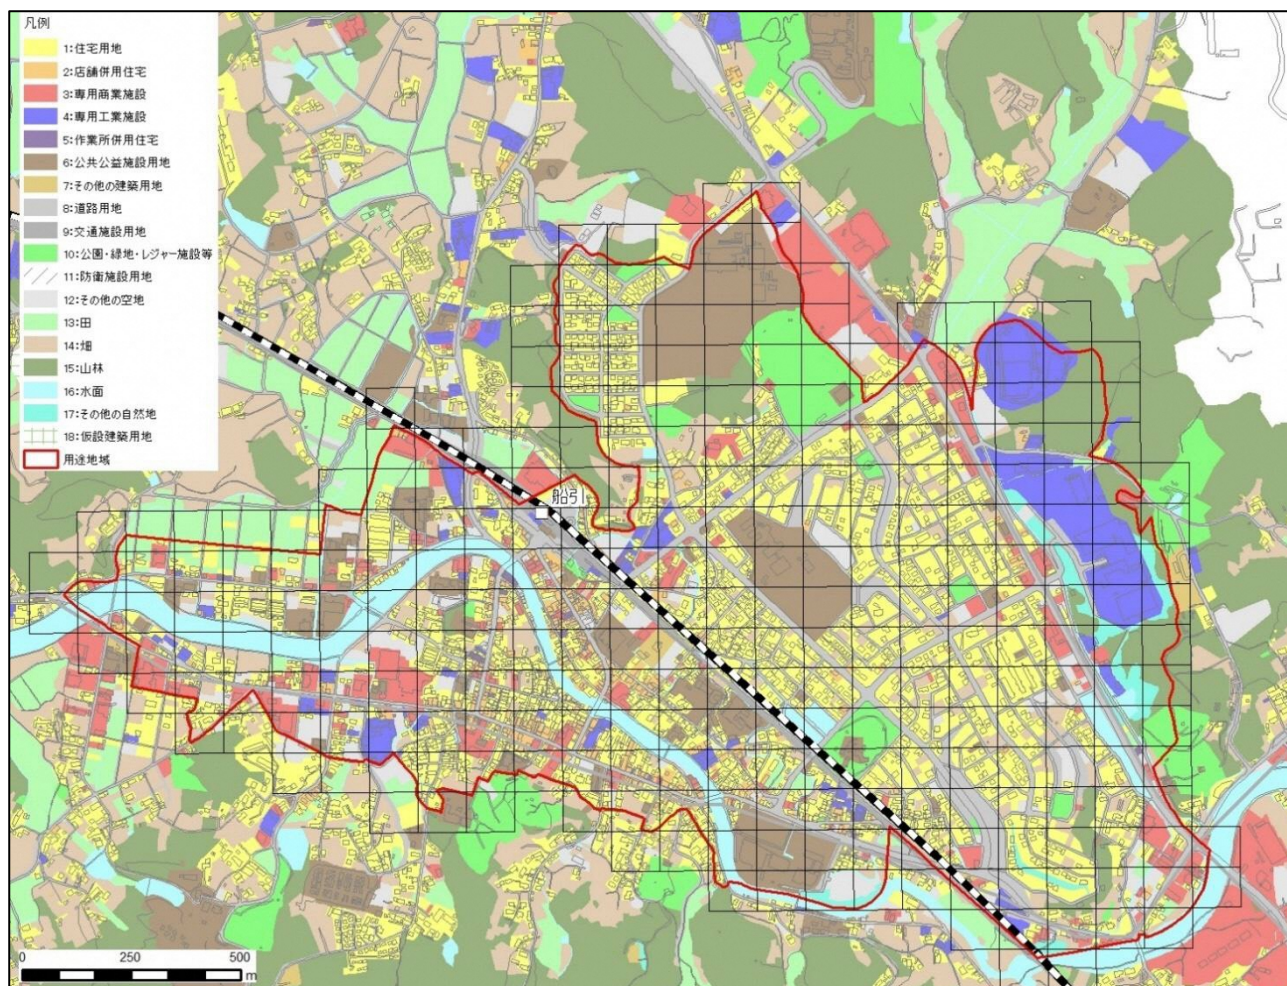 凡例
1:住宅用地
2:店舗併用住宅
3:専用商業施設
4:専用工業施設
5:作業所併用住宅
6:公共公益施設用地
7:その他の建築用地
8:道路用地
9:交通施設用地
10:公園・緑地・レジャー施設等
11:防衛施設用地
12:その他の空地
13:田
14:畑
15:山林
16:水面
17:その他の自然地
18:仮設建築用地
用途地域
船引
0 250 500
m